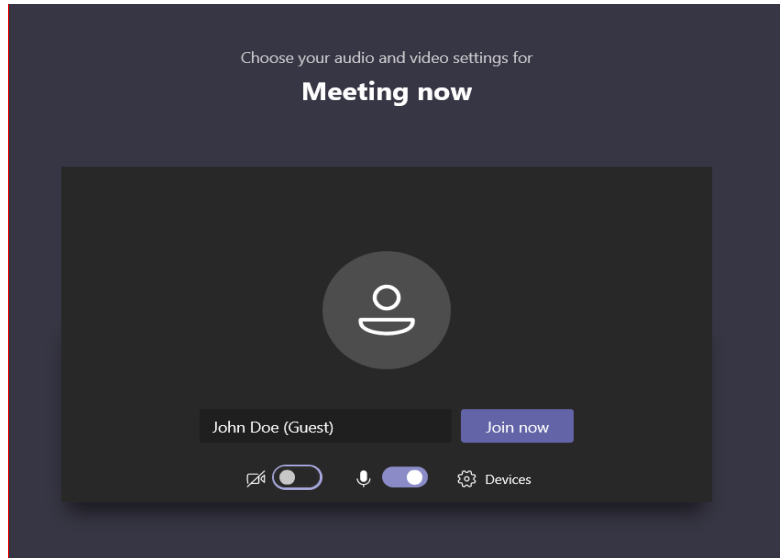 Choose your audio and video settings for
Meeting now
John Doe (Guest)
Join now
Devices